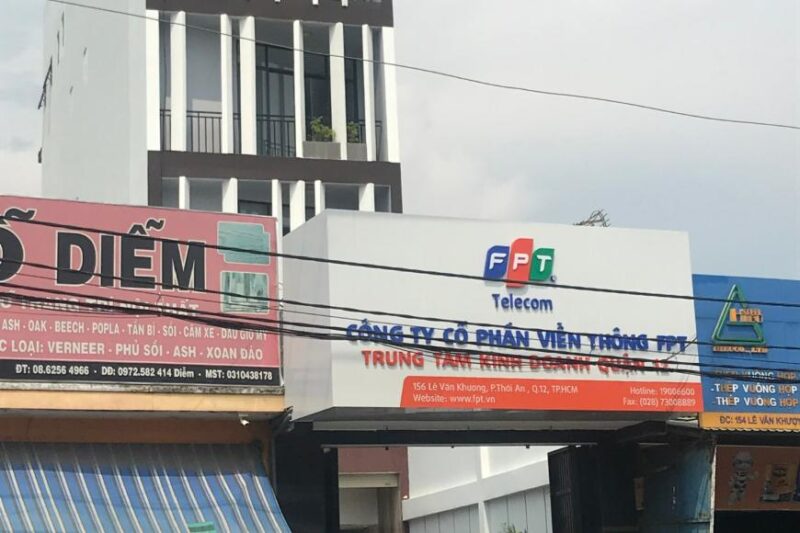 Ỗ DIỄM
ASH - OAK - BEECH - POPLA - TẦN BÌ - SỒI - CĂM XE - DẦU GIÓ MỸ
C LOẠI: VERNEER - PHỦ SỒI - ASH - XOAN ĐÀO
ĐT: 08.6256 4966 - DĐ: 0972.582 414 Diễm - MST: 0310438178
FPT
Telecom
CÔNG TY CỔ PHẦN VIỄN THÔNG FPT
TRUNG TÂM KINH DOANH QUẬN 12
156 Lê Văn Khương, P.Thới An , Q.12, TP.HCM
Hotline: 19006600
Website: www.fpt.vn
Fax: (028) 73008889
- THÉP VUÔNG HỘP
- THÉP VUÔNG HỘP
ĐC: 154 LÊ VĂN KHƯƠ